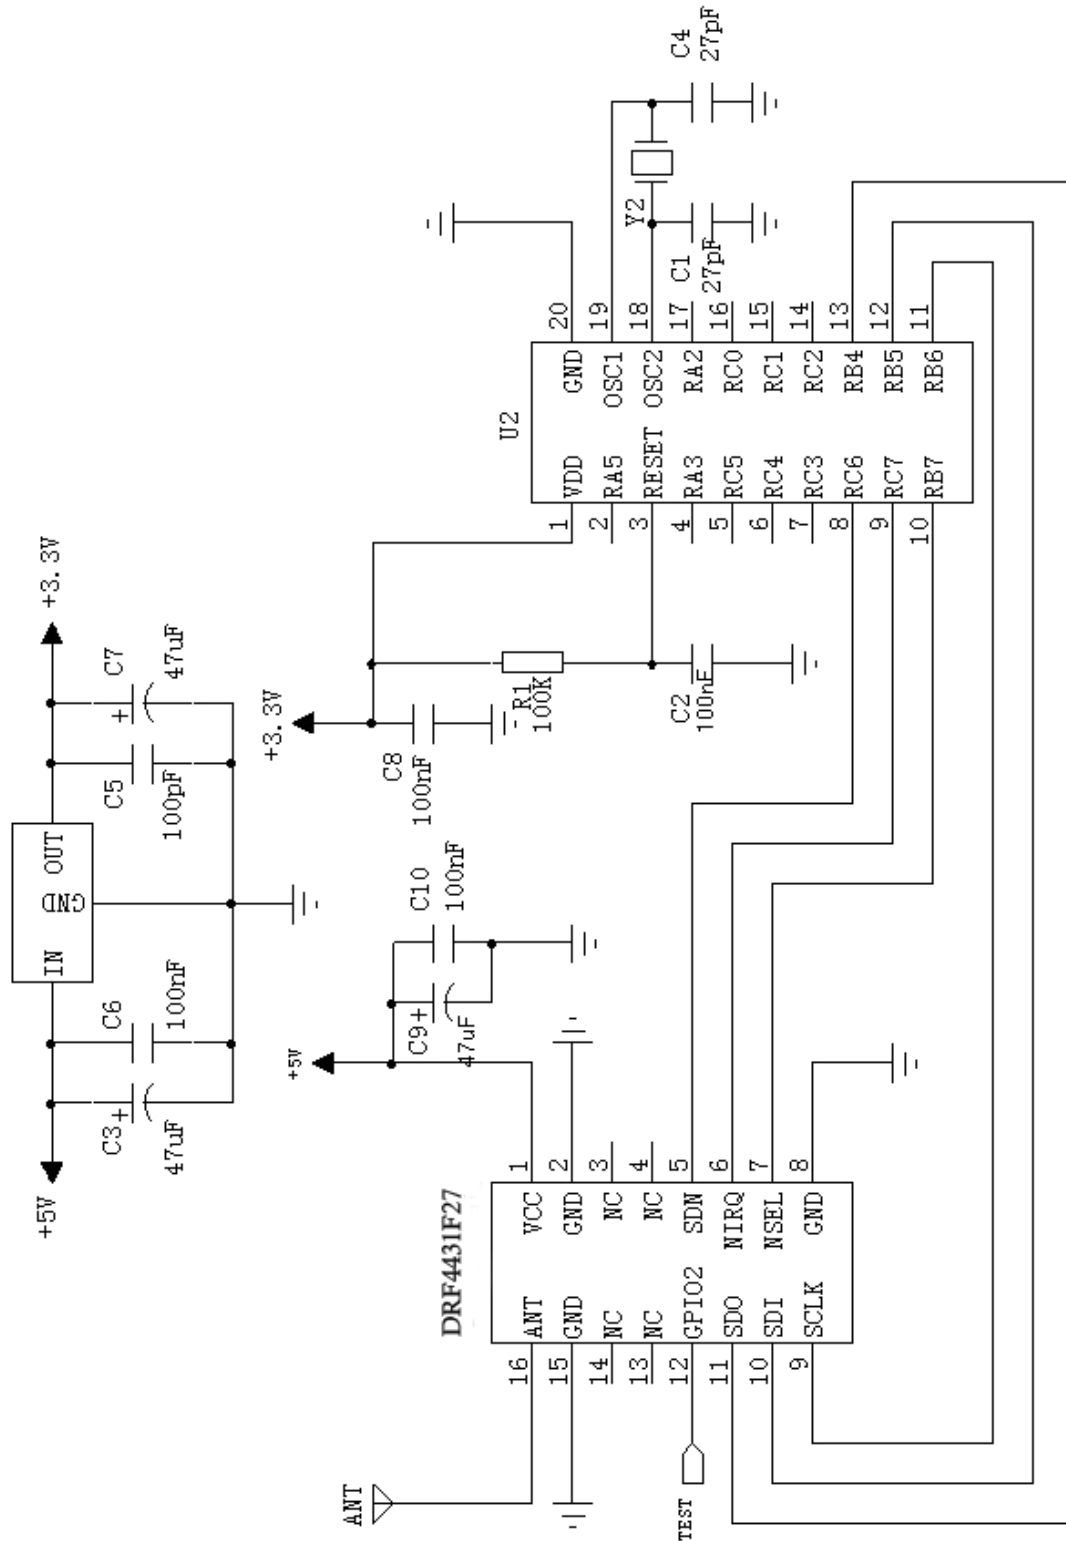 +5V
C3
+
47uF
C6
100nF
IN
GND
OUT
C5
100pF
C7
+
47uF
+3.3V
+5V
C9+
47uF
C10
100nF
+3.3V
C8
100nF
R1
100K
C2
100nF
ANT
TEST
DRF4431F27
16 ANT VCC 1
15 GND GND 2
14 NC NC 3
13 NC NC 4
12 GPIO2 SDN 5
11 SDO NIRQ 6
10 SDI NSEL 7
9 SCLK GND 8
U2
1 VDD GND 20
2 RA5 OSC1 19
3 RESET OSC2 18
4 RA3 RA2 17
5 RC5 RC0 16
6 RC4 RC1 15
7 RC3 RC2 14
8 RC6 RB4 13
9 RC7 RB5 12
10 RB7 RB6 11
Y2
C1
27pF
C4
27pF